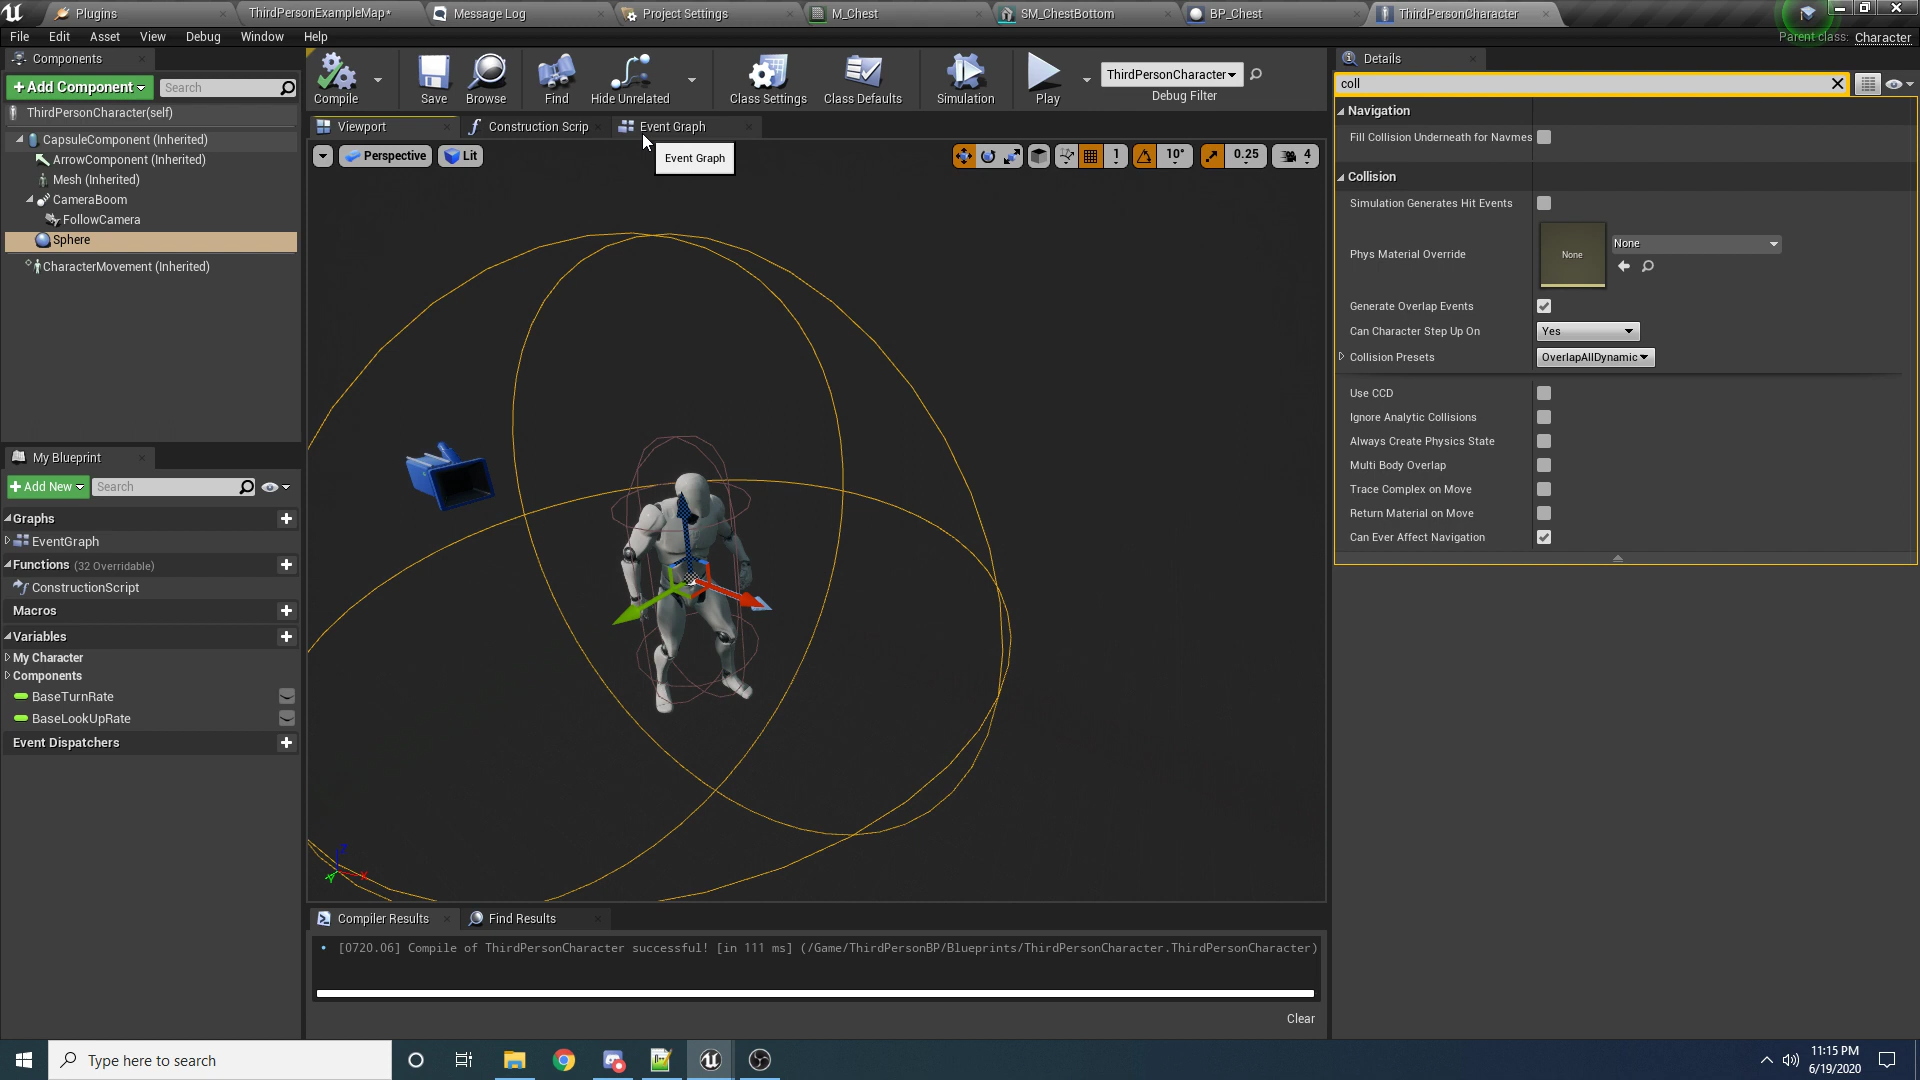 Plugins
ThirdPersonExampleMap*
Message Log
Project Settings
M_Chest
SM_ChestBottom
BP_Chest
ThirdPersonCharacter
File Edit Asset View Debug Window Help
Parent class: Character
Components
+Add Component
Search
ThirdPersonCharacter(self)
CapsuleComponent (Inherited)
ArrowComponent (Inherited)
Mesh (Inherited)
CameraBoom
FollowCamera
Sphere
CharacterMovement (Inherited)
My Blueprint
+Add New
Search
Graphs
EventGraph
Functions (32 Overridable)
ConstructionScript
Macros
Variables
My Character
Components
BaseTurnRate
BaseLookUpRate
Event Dispatchers
Compile
Save
Browse
Find
Hide Unrelated
Class Settings
Class Defaults
Simulation
Play
ThirdPersonCharacter
Debug Filter
Viewport
Construction Scrip
Event Graph
Event Graph
Perspective
Lit
1
10°
0.25
4
Z
X
Y
Compiler Results
Find Results
• [0720.06] Compile of ThirdPersonCharacter successful! [in 111 ms] (/Game/ThirdPersonBP/Blueprints/ThirdPersonCharacter.ThirdPersonCharacter)
Clear
Details
coll
Navigation
Fill Collision Underneath for Navmes
Collision
Simulation Generates Hit Events
Phys Material Override
None
None
Generate Overlap Events
Can Character Step Up On
Yes
Collision Presets
OverlapAllDynamic
Use CCD
Ignore Analytic Collisions
Always Create Physics State
Multi Body Overlap
Trace Complex on Move
Return Material on Move
Can Ever Affect Navigation
Type here to search
11:15 PM
6/19/2020